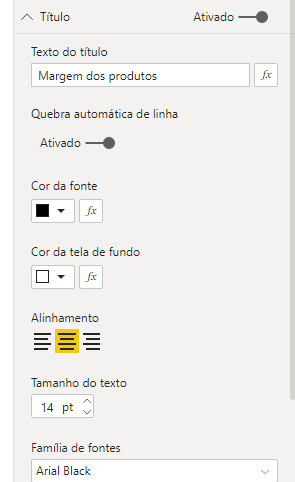 Título Ativado
Texto do título
Margem dos produtos fx
Quebra automática de linha
Ativado
Cor da fonte
fx
Cor da tela de fundo
fx
Alinhamento
Tamanho do texto
14 pt
Família de fontes
Arial Black